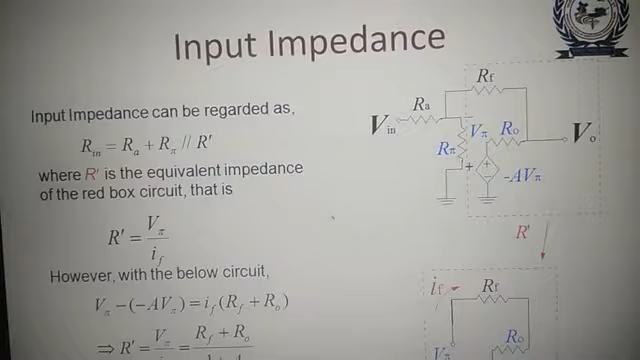 Input Impedance
Input Impedance can be regarded as,
R_in = R_a + R_π // R'
where R' is the equivalent impedance
of the red box circuit, that is
R' = V_π / i_f
However, with the below circuit,
V_π − (−AV_π) = i_f (R_f + R_o)
⇒ R' = V_π / i_f = R_f + R_o
R_f
R_a
V_in
V_π
R_o
V_o
R_π
+
+
-AV_π
R'
i_f
R_f
R_o
V_π